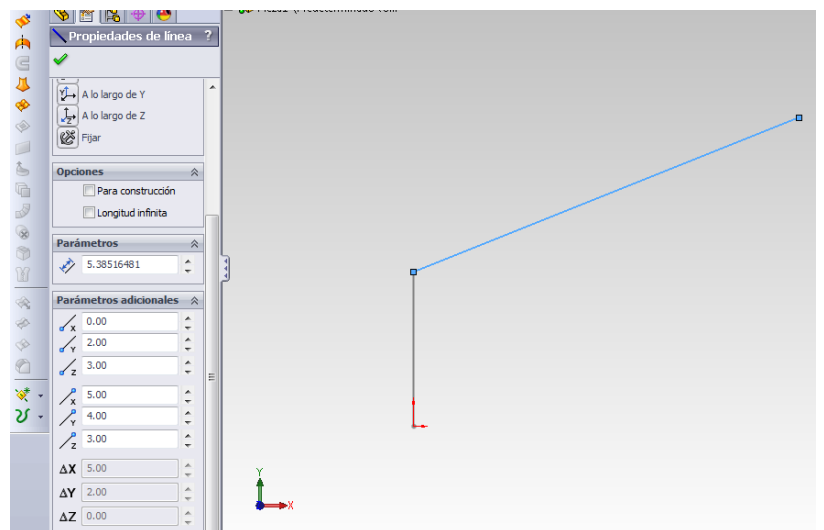 Propiedades de línea ?
A lo largo de Y
A lo largo de Z
Fijar
Opciones
Para construcción
Longitud infinita
Parámetros
5.38516481
Parámetros adicionales
X 0.00
Y 2.00
Z 3.00
X 5.00
Y 4.00
Z 3.00
ΔX 5.00
ΔY 2.00
ΔZ 0.00
Y
X